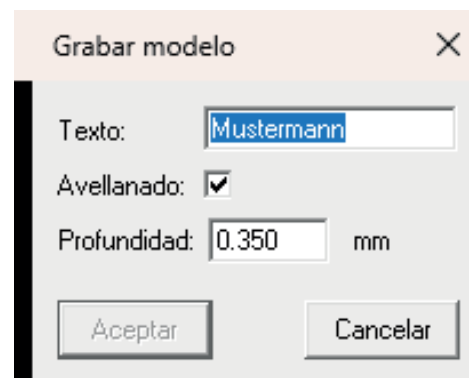 Grabar modelo
Texto: Mustermann
Avellanado:
Profundidad: 0.350 mm
Aceptar Cancelar